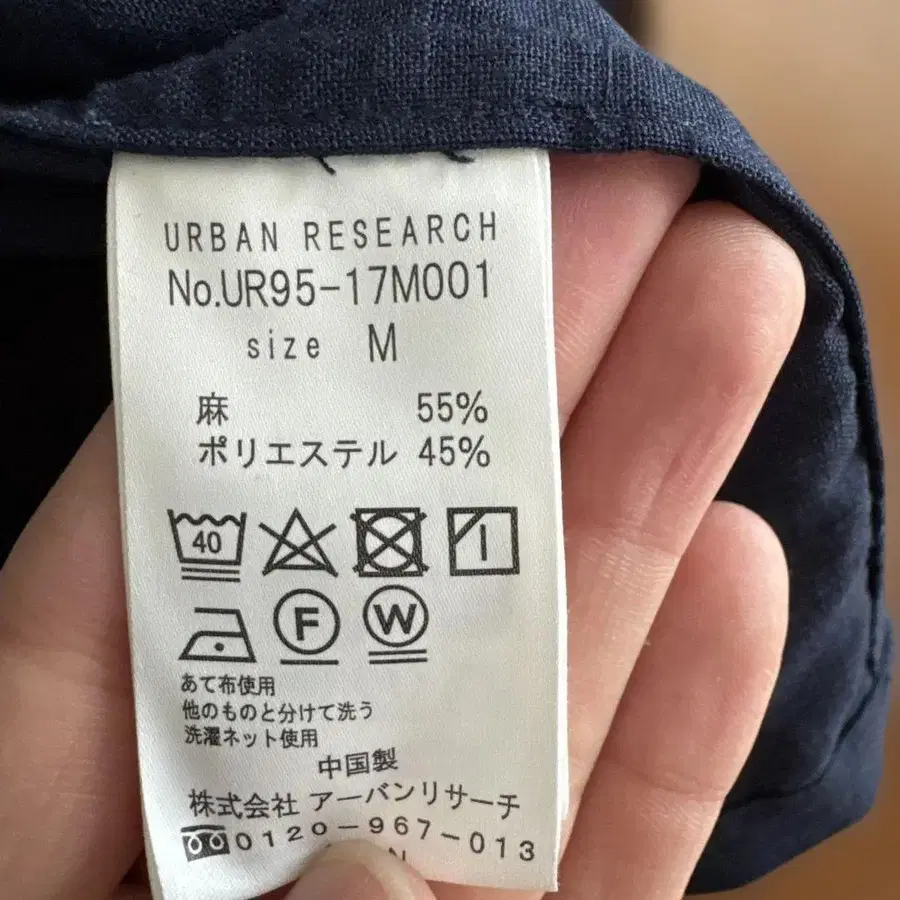 URBAN RESEARCH
No.UR95-17M001
size M
麻 55%
ポリエステル 45%
40
F W
あて布使用
他のものと分けて洗う
洗濯ネット使用
中国製
株式会社 アーバンリサーチ
0120-967-013